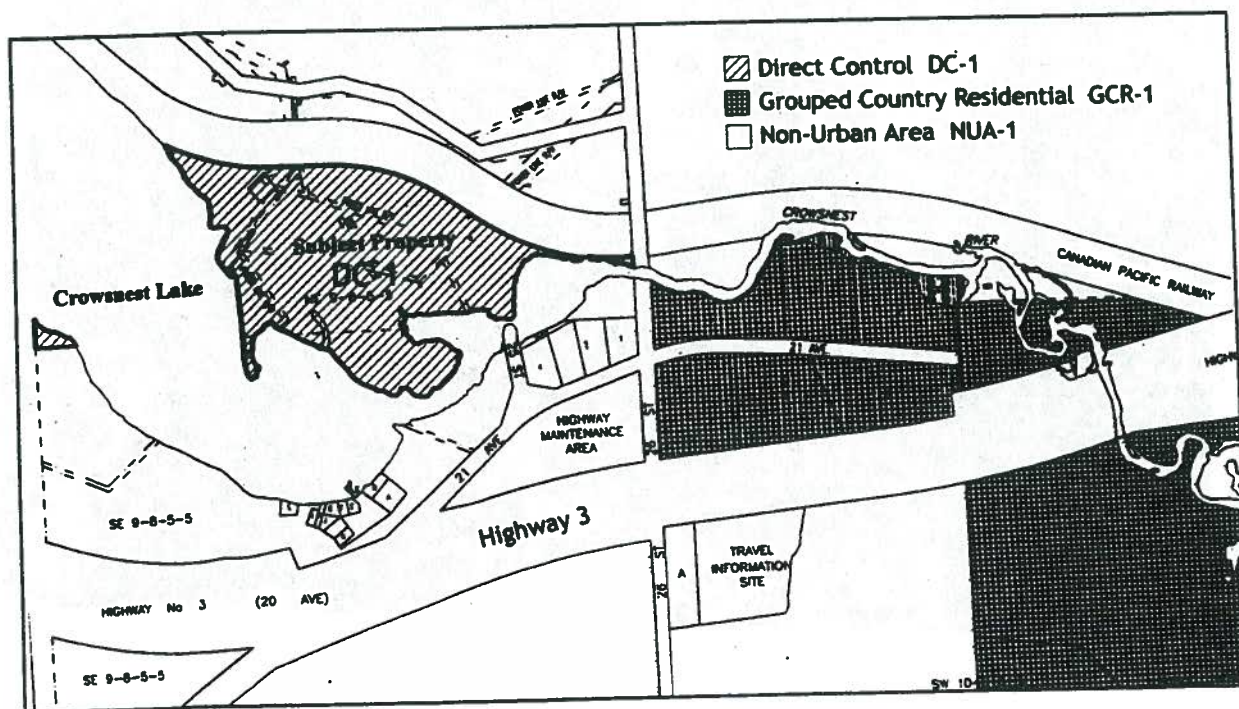 Direct Control DC-1
Grouped Country Residential GCR-1
Non-Urban Area NUA-1
CROWSNEST
RIVER
CANADIAN PACIFIC RAILWAY
Subject Property
DC-1
Crowsnest Lake
21 AVE.
HIGHWAY
MAINTENANCE
AREA
21 AVE
Highway 3
SE 9-8-5-5
TRAVEL
INFORMATION
SITE
A
HIGHWAY No 3 (20 AVE)
SE 9-8-5-5
SW 10